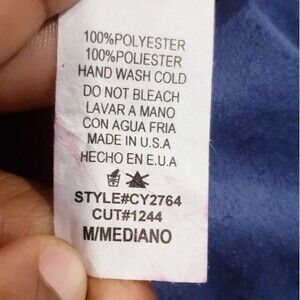 100%POLYESTER
100%POLIESTER
HAND WASH COLD
DO NOT BLEACH
LAVAR A MANO
CON AGUA FRIA
MADE IN U.S.A
HECHO EN E.U.A
STYLE#CY2764
CUT#1244
M/MEDIANO